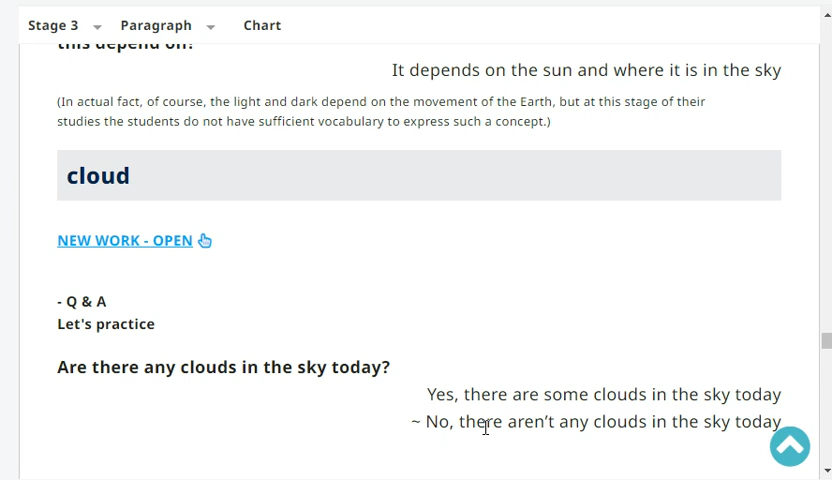 Stage 3 Paragraph Chart
this depend on?
It depends on the sun and where it is in the sky
(In actual fact, of course, the light and dark depend on the movement of the Earth, but at this stage of their
studies the students do not have sufficient vocabulary to express such a concept.)
cloud
NEW WORK - OPEN
- Q & A
Let's practice
Are there any clouds in the sky today?
Yes, there are some clouds in the sky today
~ No, there aren’t any clouds in the sky today